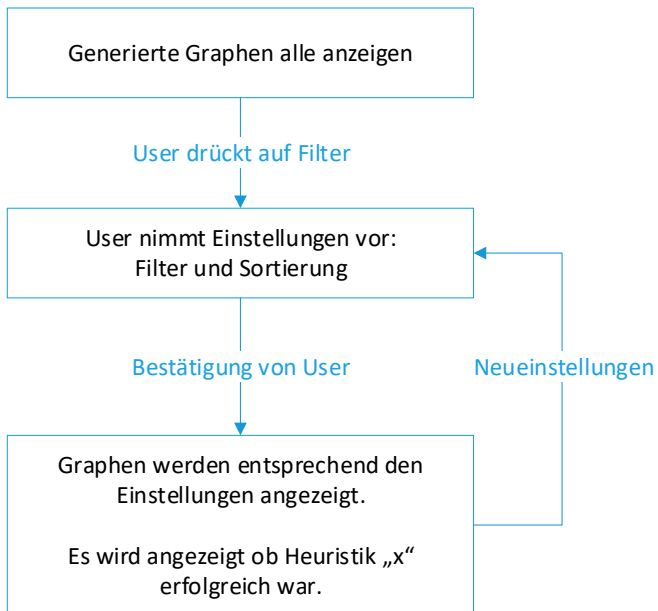 Generierte Graphen alle anzeigen
User drückt auf Filter
User nimmt Einstellungen vor:
Filter und Sortierung
Bestätigung von User
Neueinstellungen
Graphen werden entsprechend den
Einstellungen angezeigt.
Es wird angezeigt ob Heuristik „x“
erfolgreich war.